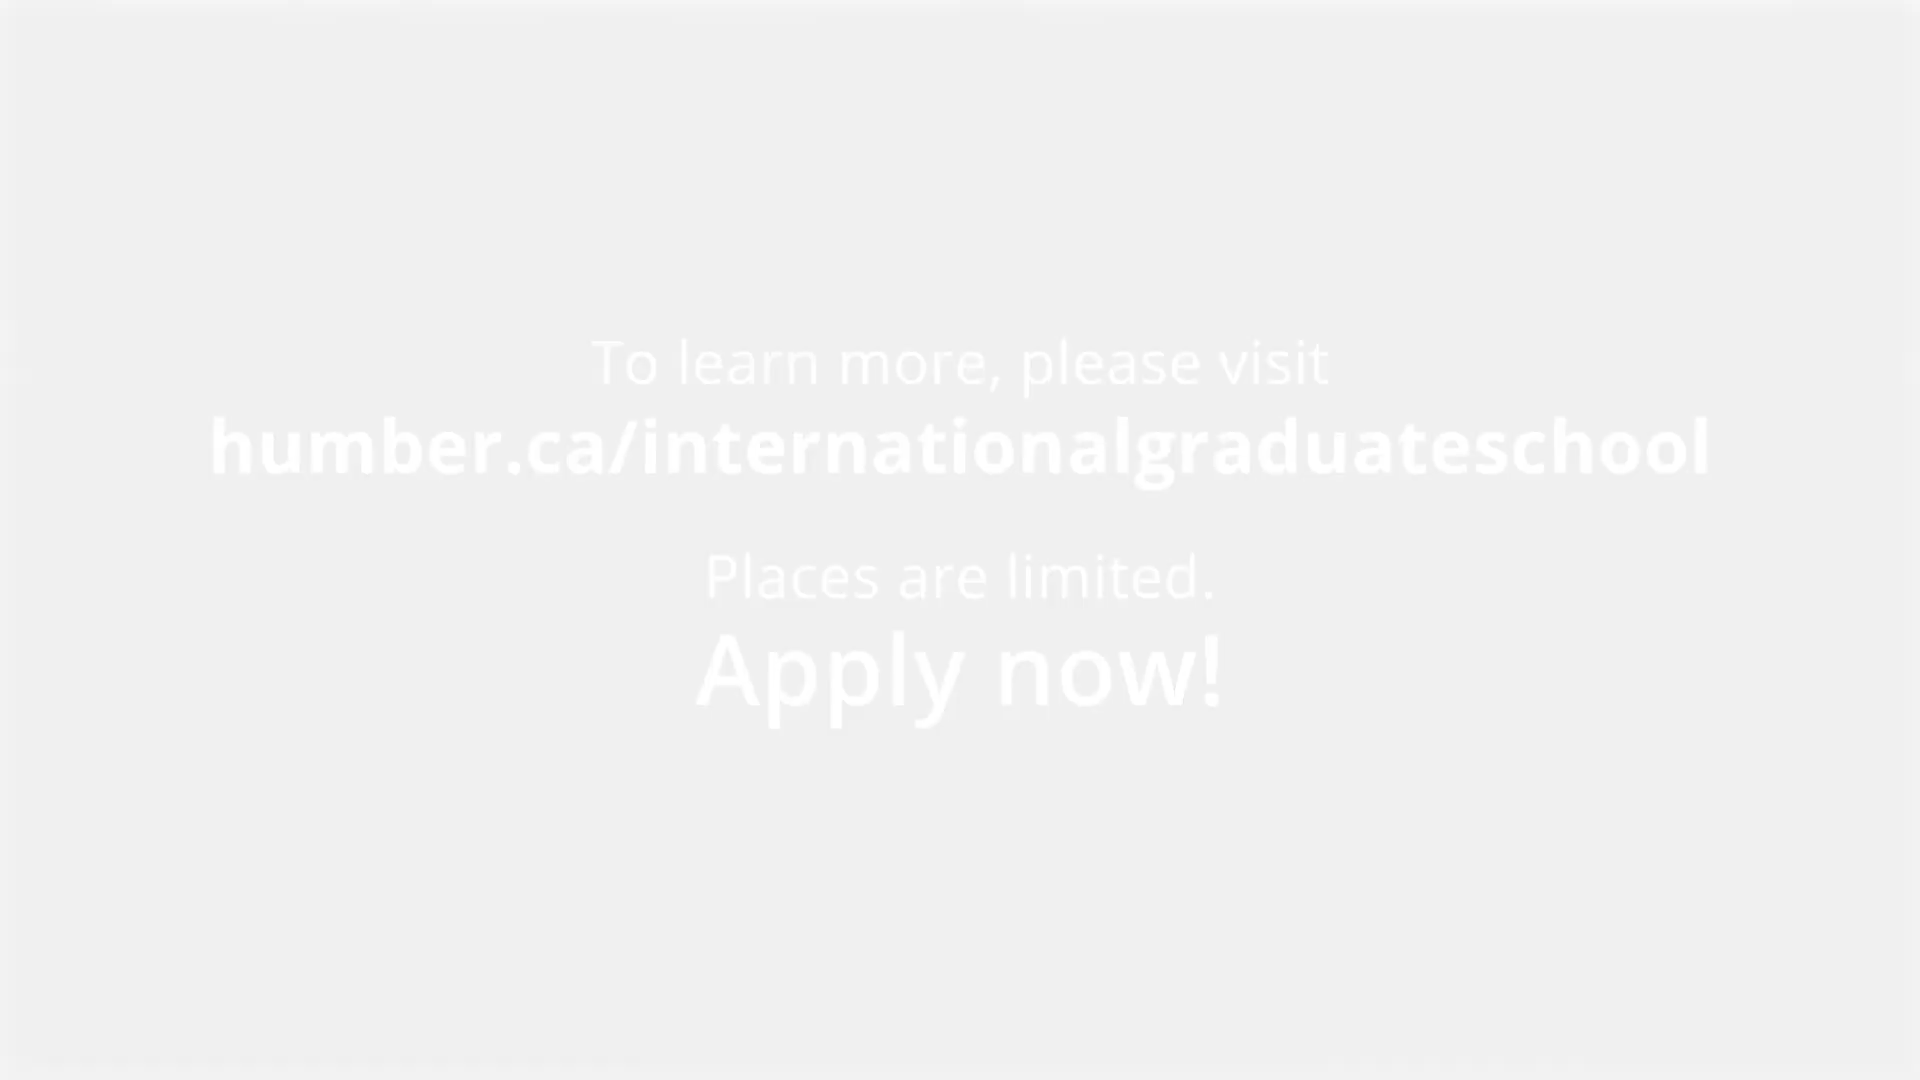 To learn more, please visit
humber.ca/internationalgraduateschool
Places are limited.
Apply now!